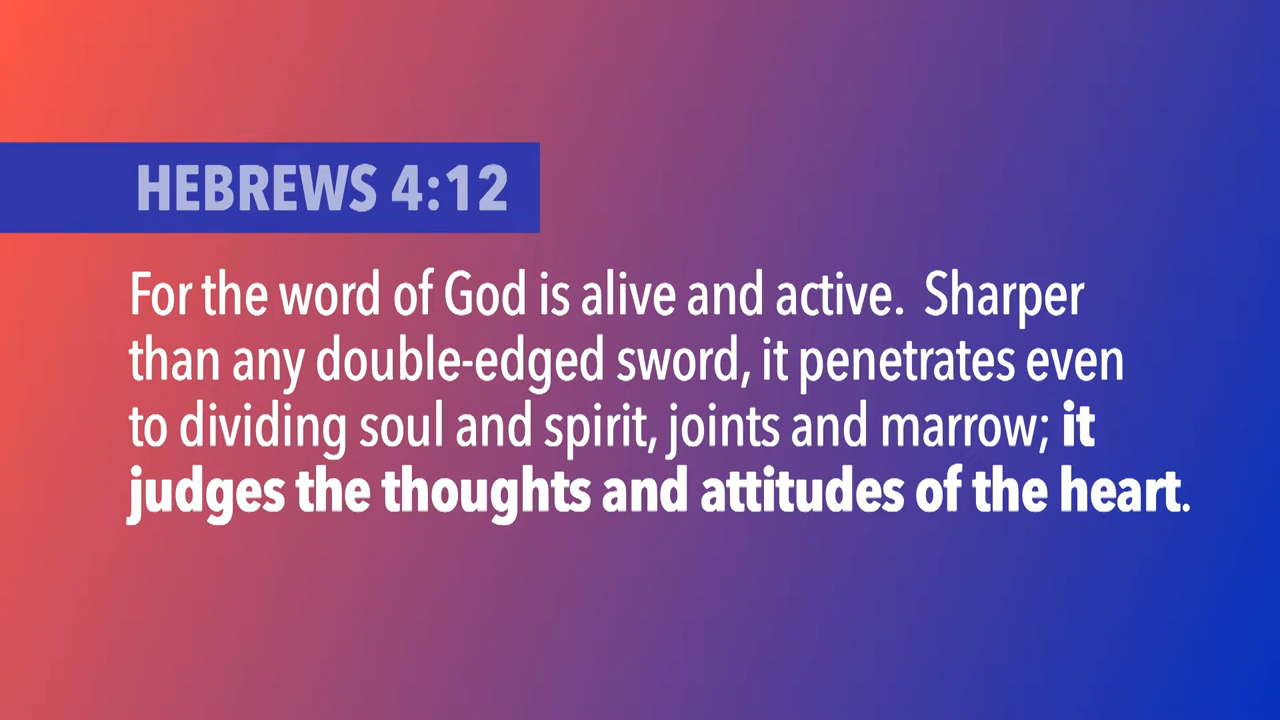 HEBREWS 4:12
For the word of God is alive and active.  Sharper
than any double-edged sword, it penetrates even
to dividing soul and spirit, joints and marrow; it
judges the thoughts and attitudes of the heart.